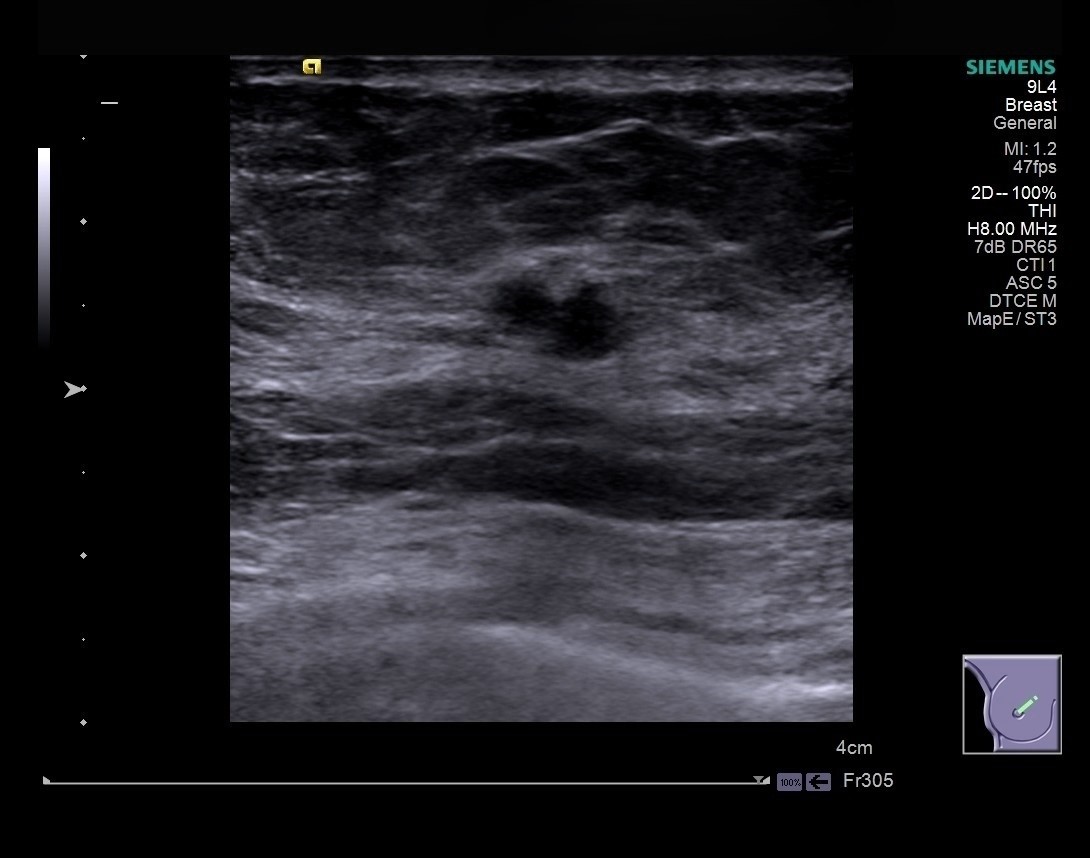 SIEMENS
9L4
Breast
General
MI: 1.2
47fps
2D--100%
THI
H8.00 MHz
7dB DR65
CTI 1
ASC 5
DTCE M
MapE / ST3
4cm
100%
Fr305